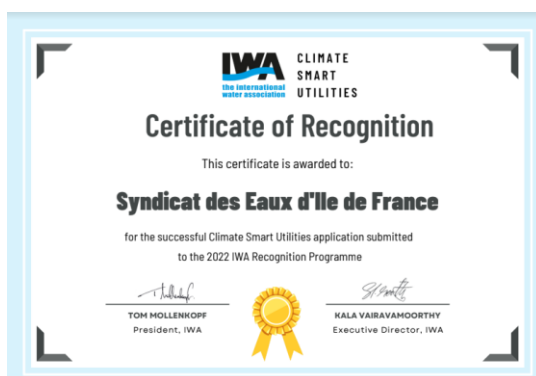 IWA
the international
water association
CLIMATE
SMART
UTILITIES
Certificate of Recognition
This certificate is awarded to:
Syndicat des Eaux d'Ile de France
for the successful Climate Smart Utilities application submitted
to the 2022 IWA Recognition Programme
TOM MOLLENKOPF
President, IWA
KALA VAIRAVAMOORTHY
Executive Director, IWA